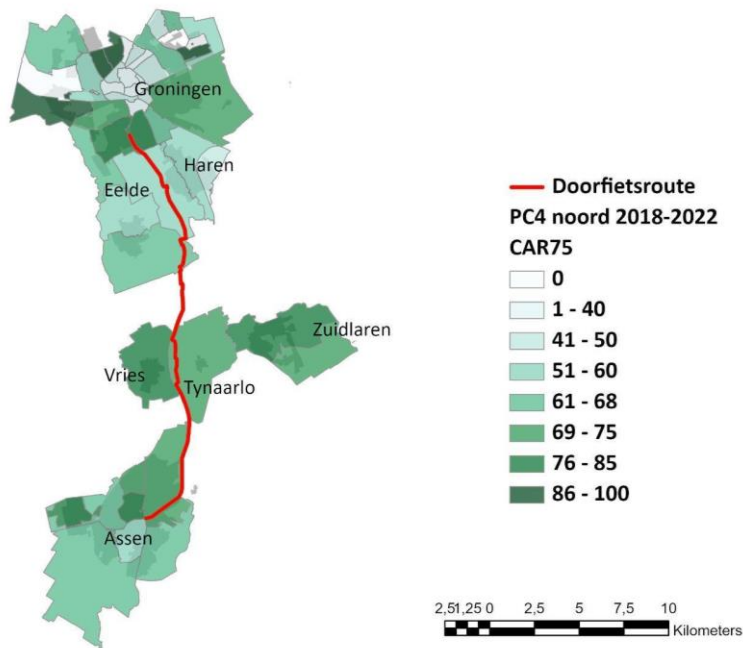 Groningen
Haren
Eelde
Zuidlaren
Vries
Tynaarlo
Assen
Doorfietsroute
PC4 noord 2018-2022
CAR75
0
1 - 40
41 - 50
51 - 60
61 - 68
69 - 75
76 - 85
86 - 100
2,51,25 0 2,5 5 7,5 10
Kilometers